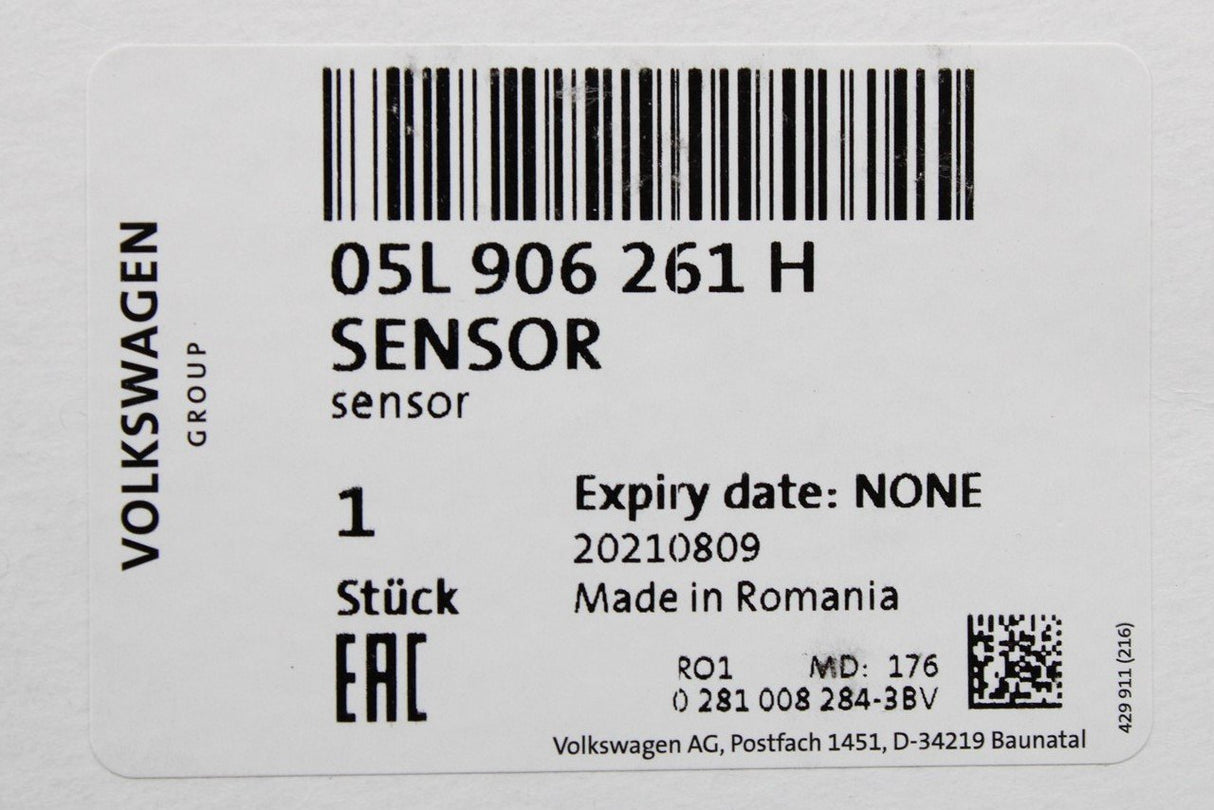 VOLKSWAGEN
GROUP
05L 906 261 H
SENSOR
sensor
1
Stück
EAC
Expiry date: NONE
20210809
Made in Romania
RO1 MD: 176
0 281 008 284-3BV
Volkswagen AG, Postfach 1451, D-34219 Baunatal
429 911 (216)